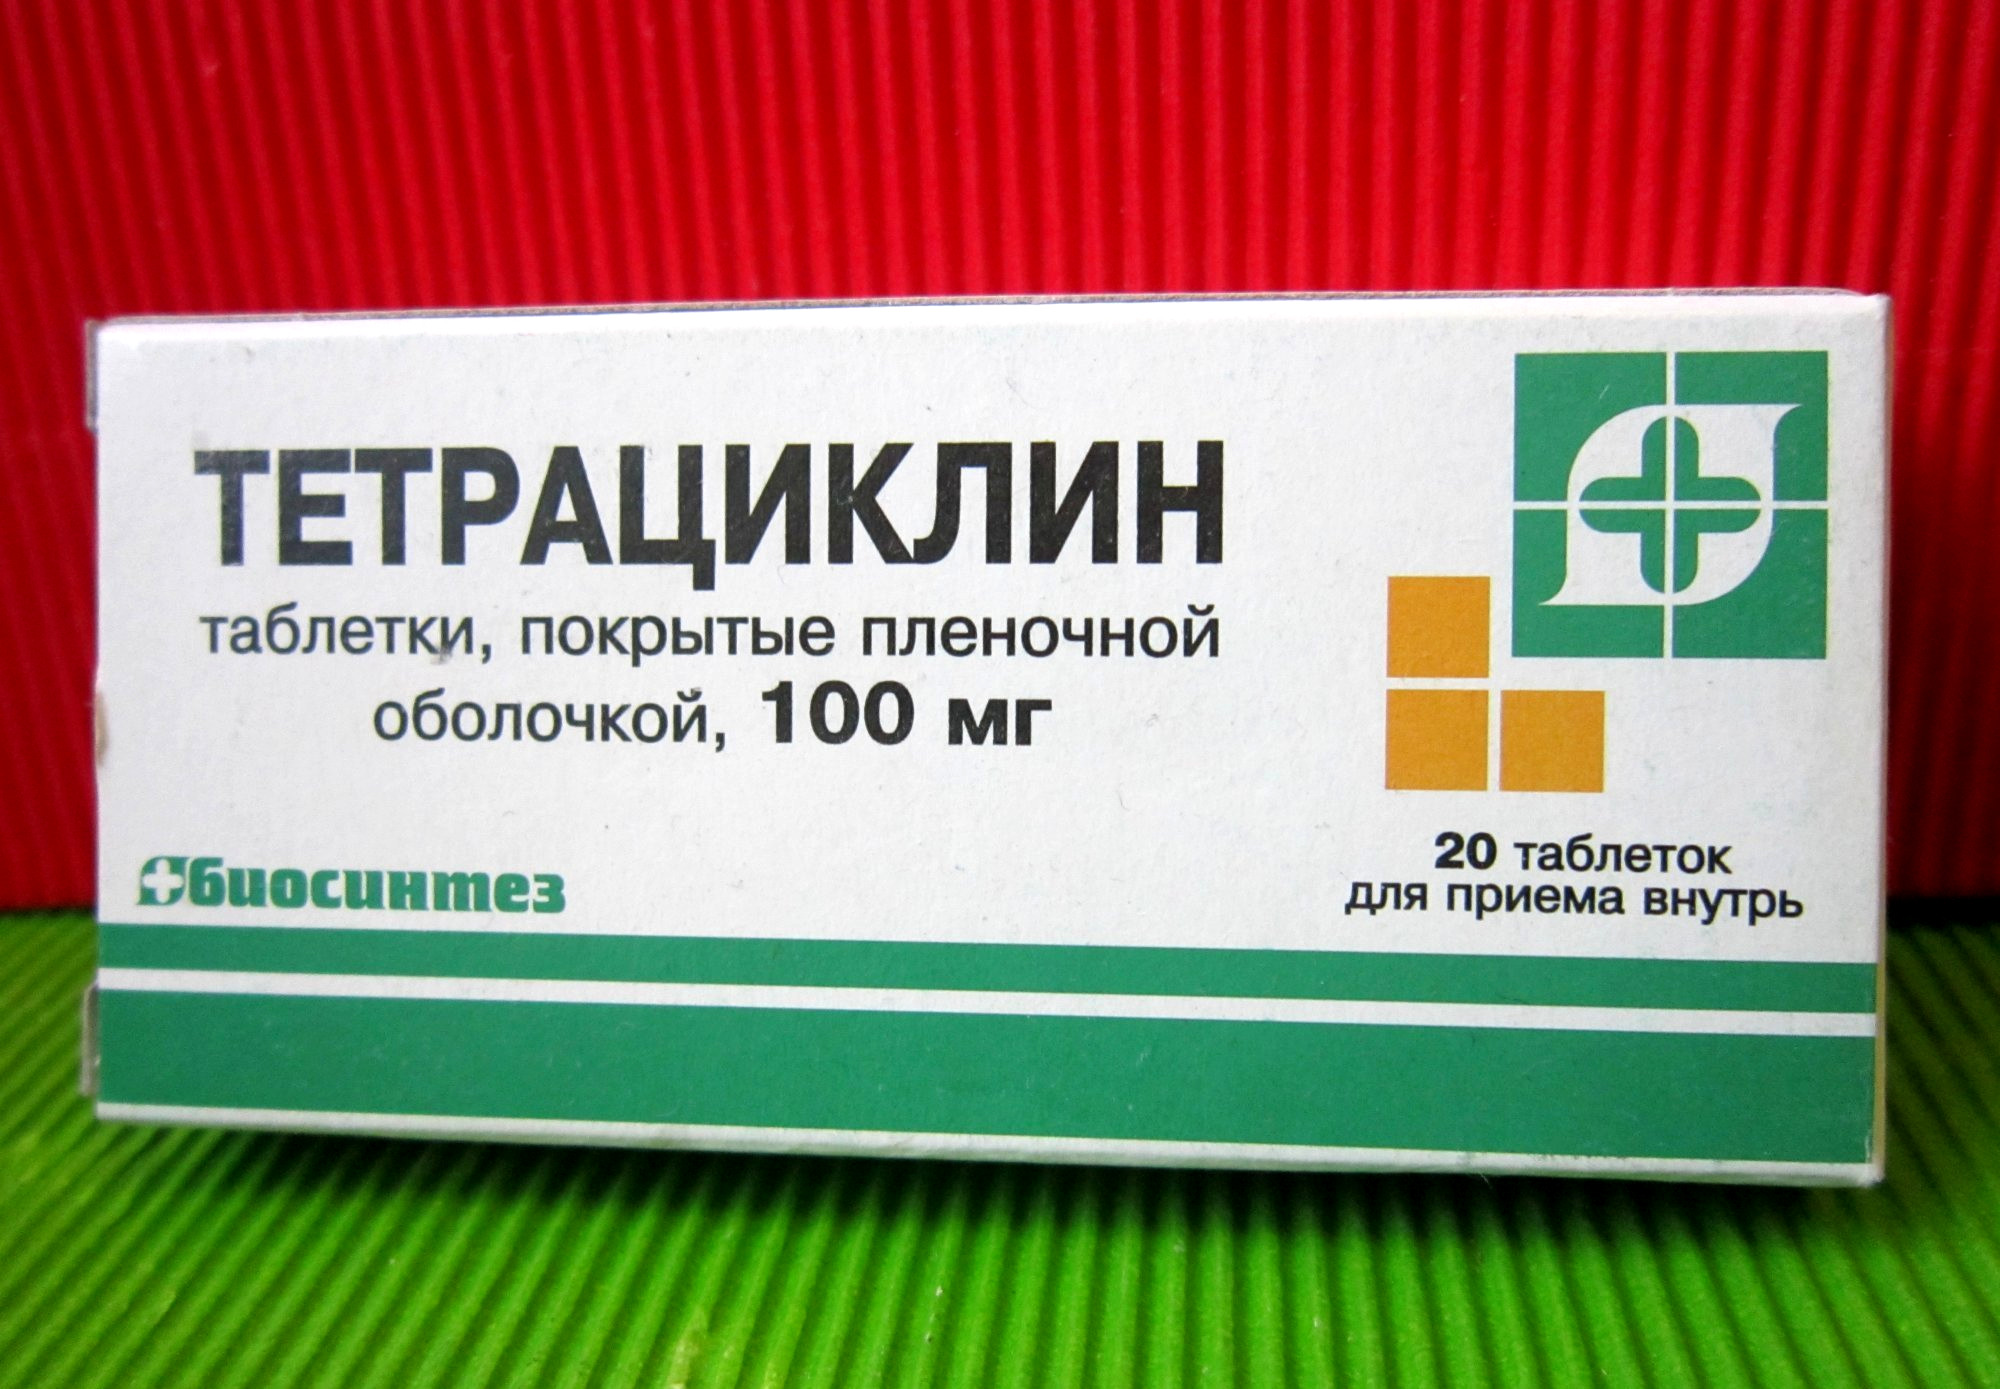 ТЕТРАЦИКЛИН
таблетки, покрытые пленочной
оболочкой, 100 мг
биосинтез
20 таблеток
для приема внутрь